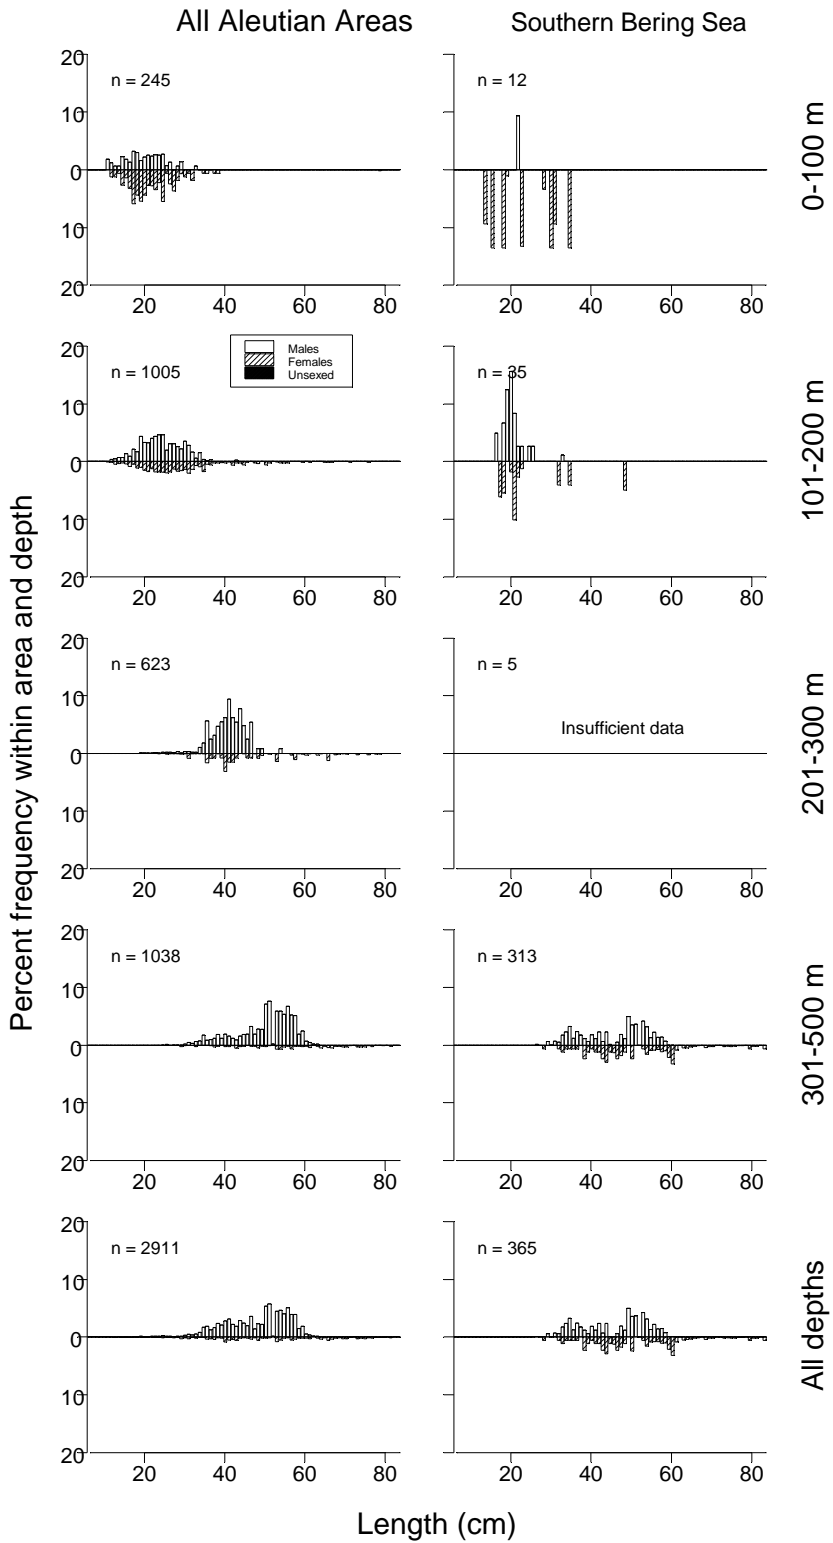 All Aleutian Areas
Southern Bering Sea
20
10
0
10
20
n = 245
20 40 60 80
n = 12
20 40 60 80
0-100 m
20
10
0
10
20
n = 1005
Males
Females
Unsexed
20 40 60 80
n = 35
20 40 60 80
101-200 m
Percent frequency within area and depth
20
10
0
10
20
n = 623
20 40 60 80
n = 5
Insufficient data
20 40 60 80
201-300 m
20
10
0
10
20
n = 1038
20 40 60 80
n = 313
20 40 60 80
301-500 m
20
10
0
10
20
n = 2911
20 40 60 80
n = 365
20 40 60 80
All depths
Length (cm)